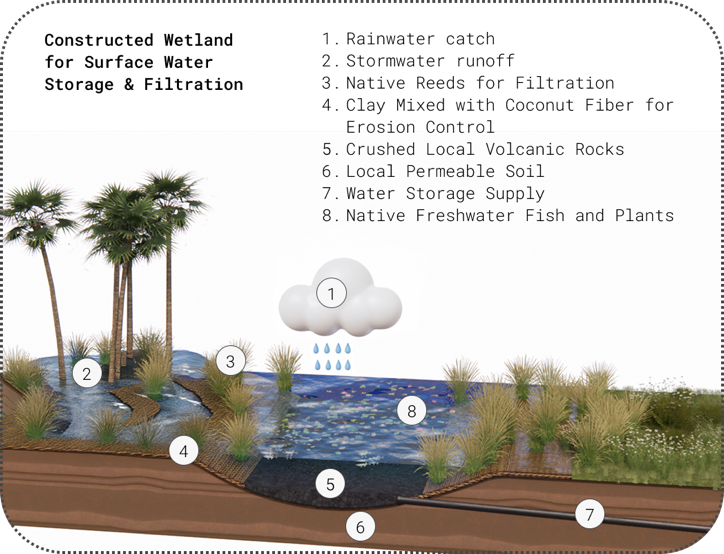 Constructed Wetland
for Surface Water
Storage & Filtration
1. Rainwater catch
2. Stormwater runoff
3. Native Reeds for Filtration
4. Clay Mixed with Coconut Fiber for
Erosion Control
5. Crushed Local Volcanic Rocks
6. Local Permeable Soil
7. Water Storage Supply
8. Native Freshwater Fish and Plants
1
3
2
8
4
5
7
6